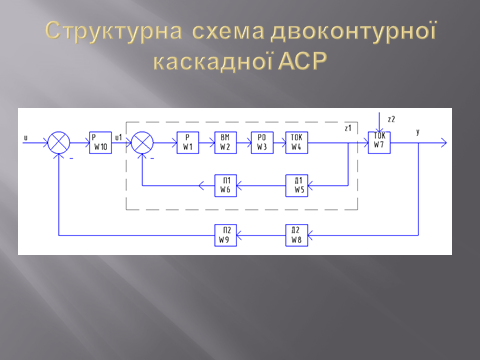 Структурна схема двоконтурної
каскадної АСР
z1
z2
u
P
W10
u1
P
W1
ВМ
W2
РО
W3
ТОК
W4
ТОК
W7
y
-
-
П1
W6
Д1
W5
П2
W9
Д2
W8